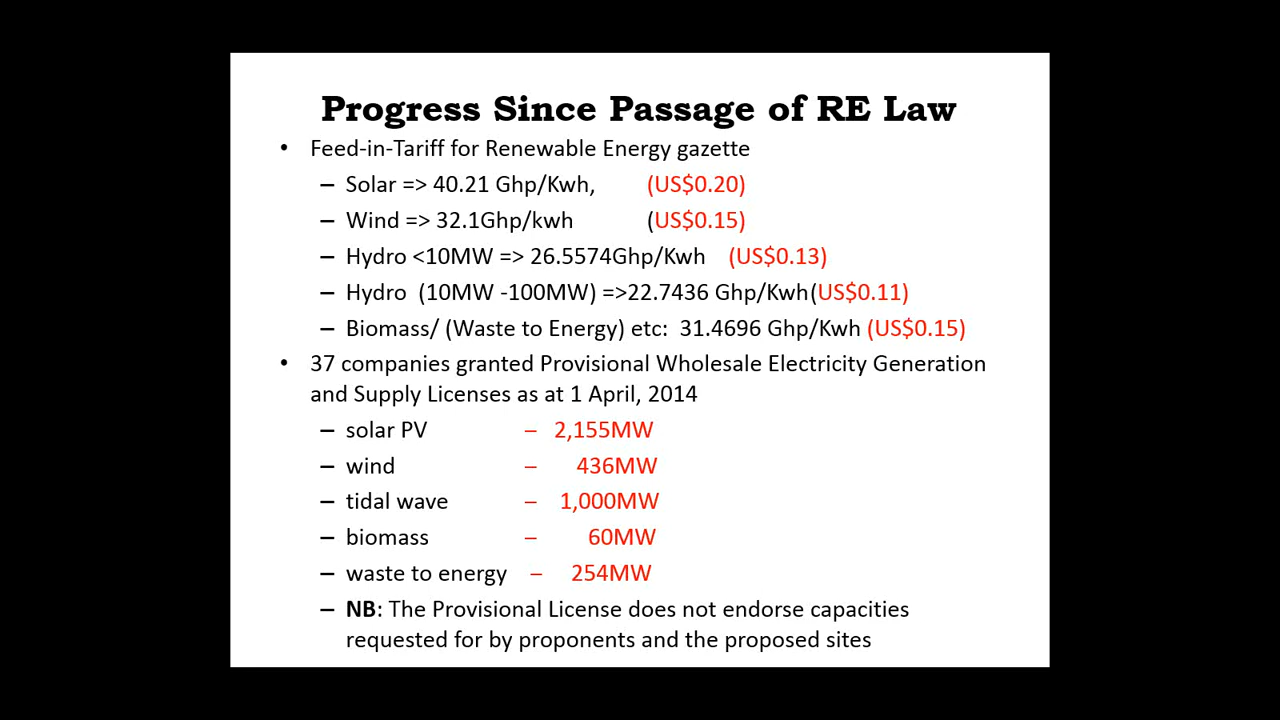 Progress Since Passage of RE Law
• Feed-in-Tariff for Renewable Energy gazette
– Solar => 40.21 Ghp/Kwh, (US$0.20)
– Wind => 32.1Ghp/kwh (US$0.15)
– Hydro <10MW => 26.5574Ghp/Kwh (US$0.13)
– Hydro (10MW -100MW) =>22.7436 Ghp/Kwh(US$0.11)
– Biomass/ (Waste to Energy) etc: 31.4696 Ghp/Kwh (US$0.15)
• 37 companies granted Provisional Wholesale Electricity Generation
and Supply Licenses as at 1 April, 2014
– solar PV – 2,155MW
– wind – 436MW
– tidal wave – 1,000MW
– biomass – 60MW
– waste to energy – 254MW
– NB: The Provisional License does not endorse capacities
requested for by proponents and the proposed sites